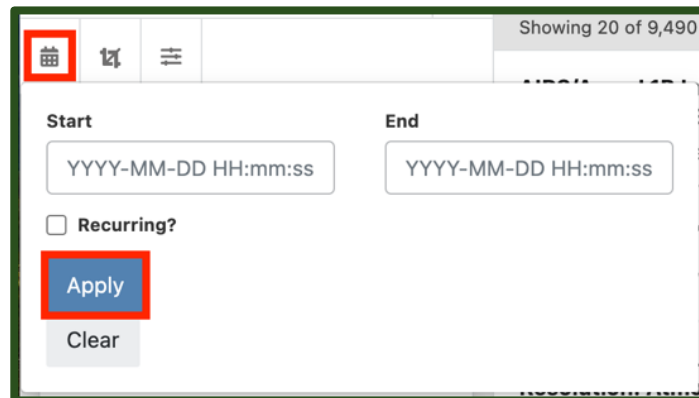 Showing 20 of 9,490
Start
End
YYYY-MM-DD HH:mm:ss
YYYY-MM-DD HH:mm:ss
Recurring?
Apply
Clear